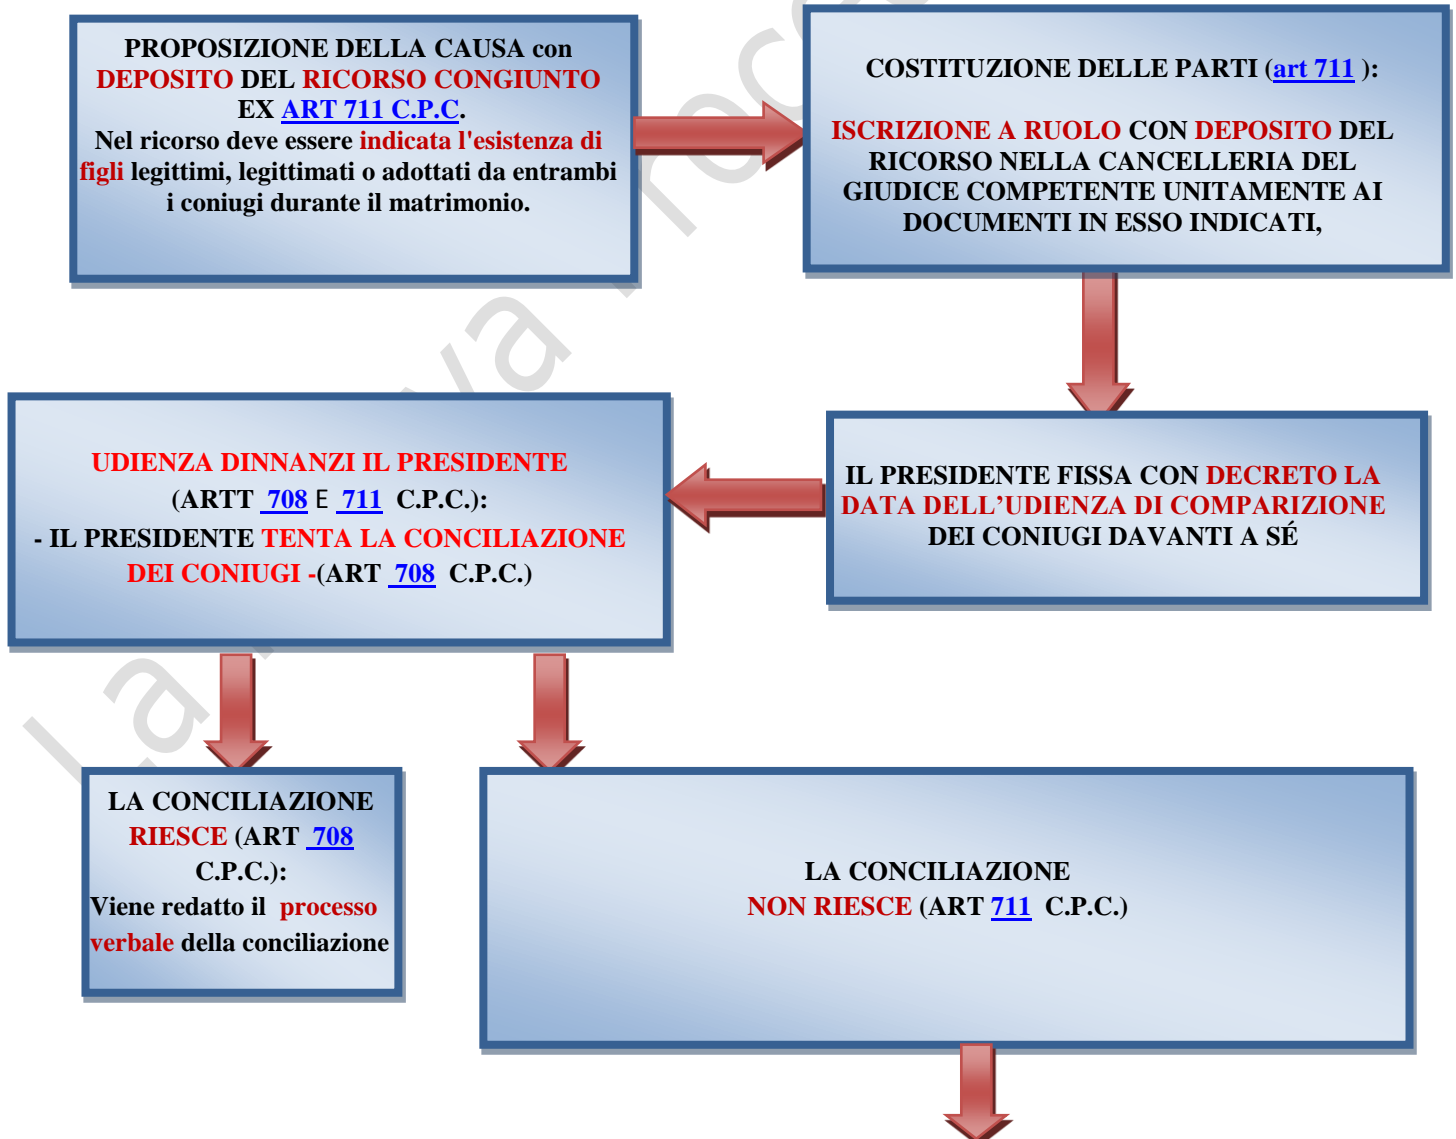 PROPOSIZIONE DELLA CAUSA con
DEPOSITO DEL RICORSO CONGIUNTO
EX ART 711 C.P.C.
Nel ricorso deve essere indicata l'esistenza di
figli legittimi, legittimati o adottati da entrambi
i coniugi durante il matrimonio.
COSTITUZIONE DELLE PARTI (art 711 ):
ISCRIZIONE A RUOLO CON DEPOSITO DEL
RICORSO NELLA CANCELLERIA DEL
GIUDICE COMPETENTE UNITAMENTE AI
DOCUMENTI IN ESSO INDICATI,
IL PRESIDENTE FISSA CON DECRETO LA
DATA DELL’UDIENZA DI COMPARIZIONE
DEI CONIUGI DAVANTI A SÉ
UDIENZA DINNANZI IL PRESIDENTE
(ARTT 708 E 711 C.P.C.):
- IL PRESIDENTE TENTA LA CONCILIAZIONE
DEI CONIUGI -(ART 708 C.P.C.)
LA CONCILIAZIONE
RIESCE (ART 708
C.P.C.):
Viene redatto il processo
verbale della conciliazione
LA CONCILIAZIONE
NON RIESCE (ART 711 C.P.C.)
La